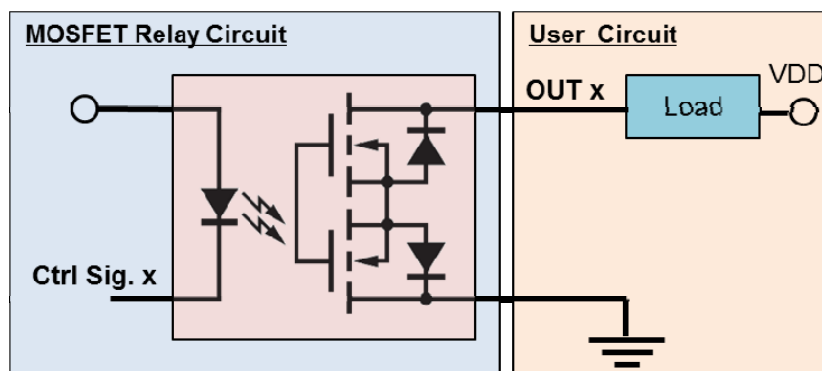 MOSFET Relay Circuit
User Circuit
VDD
OUT x
Load
Ctrl Sig. x